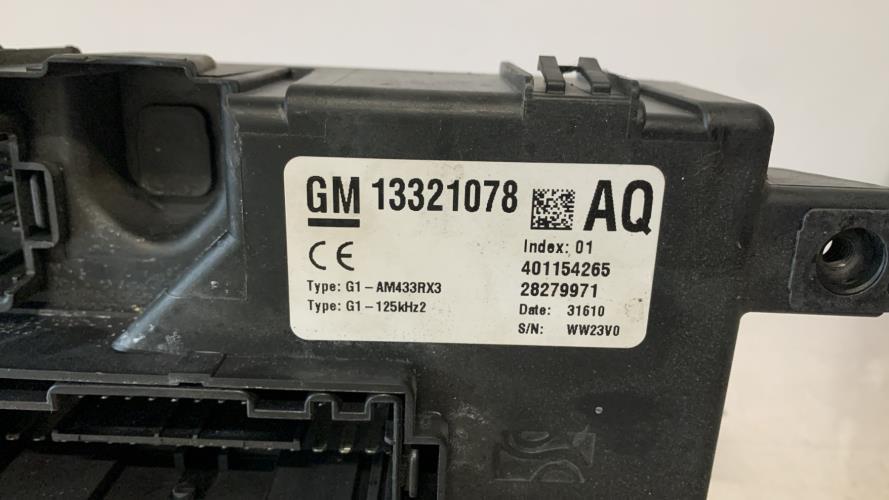 GM 13321078 AQ
CE
Type: G1-AM433RX3
Type: G1-125kHz2
Index: 01
401154265
28279971
Date: 31610
S/N: WW23V0